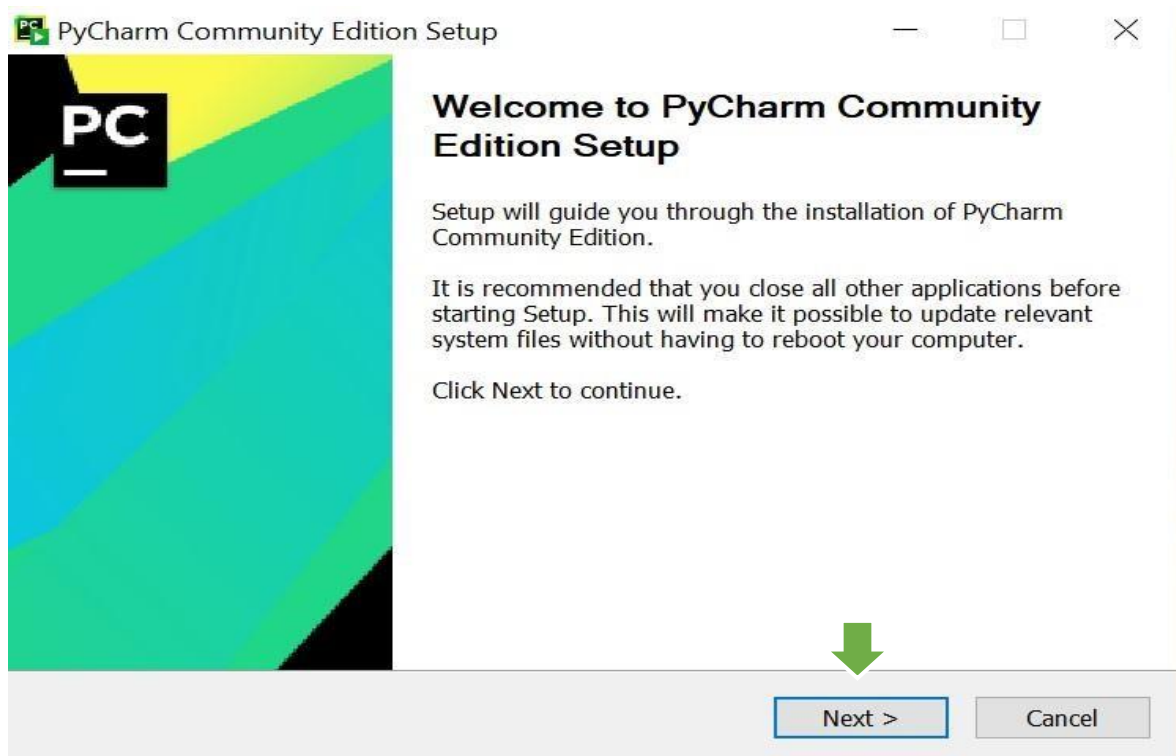 PyCharm Community Edition Setup
PC
Welcome to PyCharm Community
Edition Setup
Setup will guide you through the installation of PyCharm
Community Edition.
It is recommended that you close all other applications before
starting Setup. This will make it possible to update relevant
system files without having to reboot your computer.
Click Next to continue.
Next >
Cancel